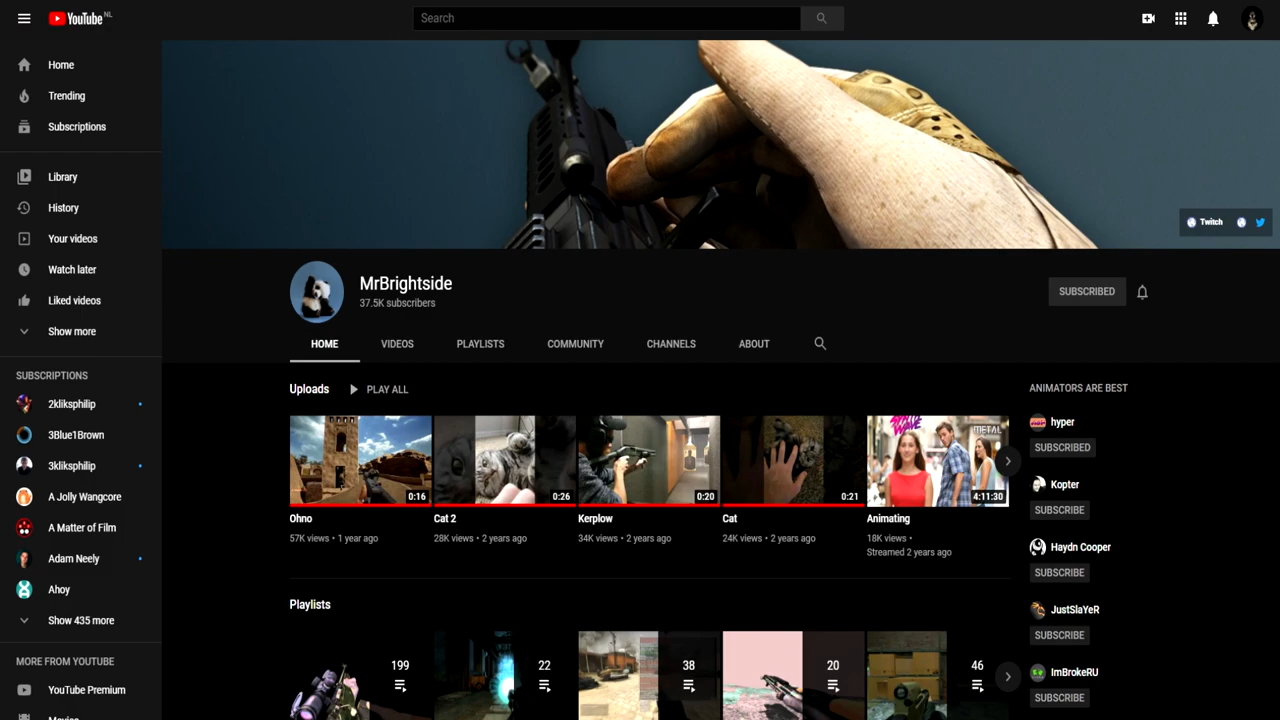 YouTube NL
Search
Home
Trending
Subscriptions
Library
History
Your videos
Watch later
Liked videos
Show more
SUBSCRIPTIONS
2kliksphilip
3Blue1Brown
3kliksphilip
A Jolly Wangcore
A Matter of Film
Adam Neely
Ahoy
Show 435 more
MORE FROM YOUTUBE
YouTube Premium
Movies
Twitch
MrBrightside
37.5K subscribers
SUBSCRIBED
HOME VIDEOS PLAYLISTS COMMUNITY CHANNELS ABOUT
Uploads PLAY ALL
METAL
0:16 0:26 0:20 0:21 4:11:30
Ohno Cat 2 Kerplow Cat Animating
57K views • 1 year ago 28K views • 2 years ago 34K views • 2 years ago 24K views • 2 years ago 18K views •
Streamed 2 years ago
Playlists
199 22 38 20 46
ANIMATORS ARE BEST
hyper
SUBSCRIBED
Kopter
SUBSCRIBE
Haydn Cooper
SUBSCRIBE
JustSlaYeR
SUBSCRIBE
ImBrokeRU
SUBSCRIBE